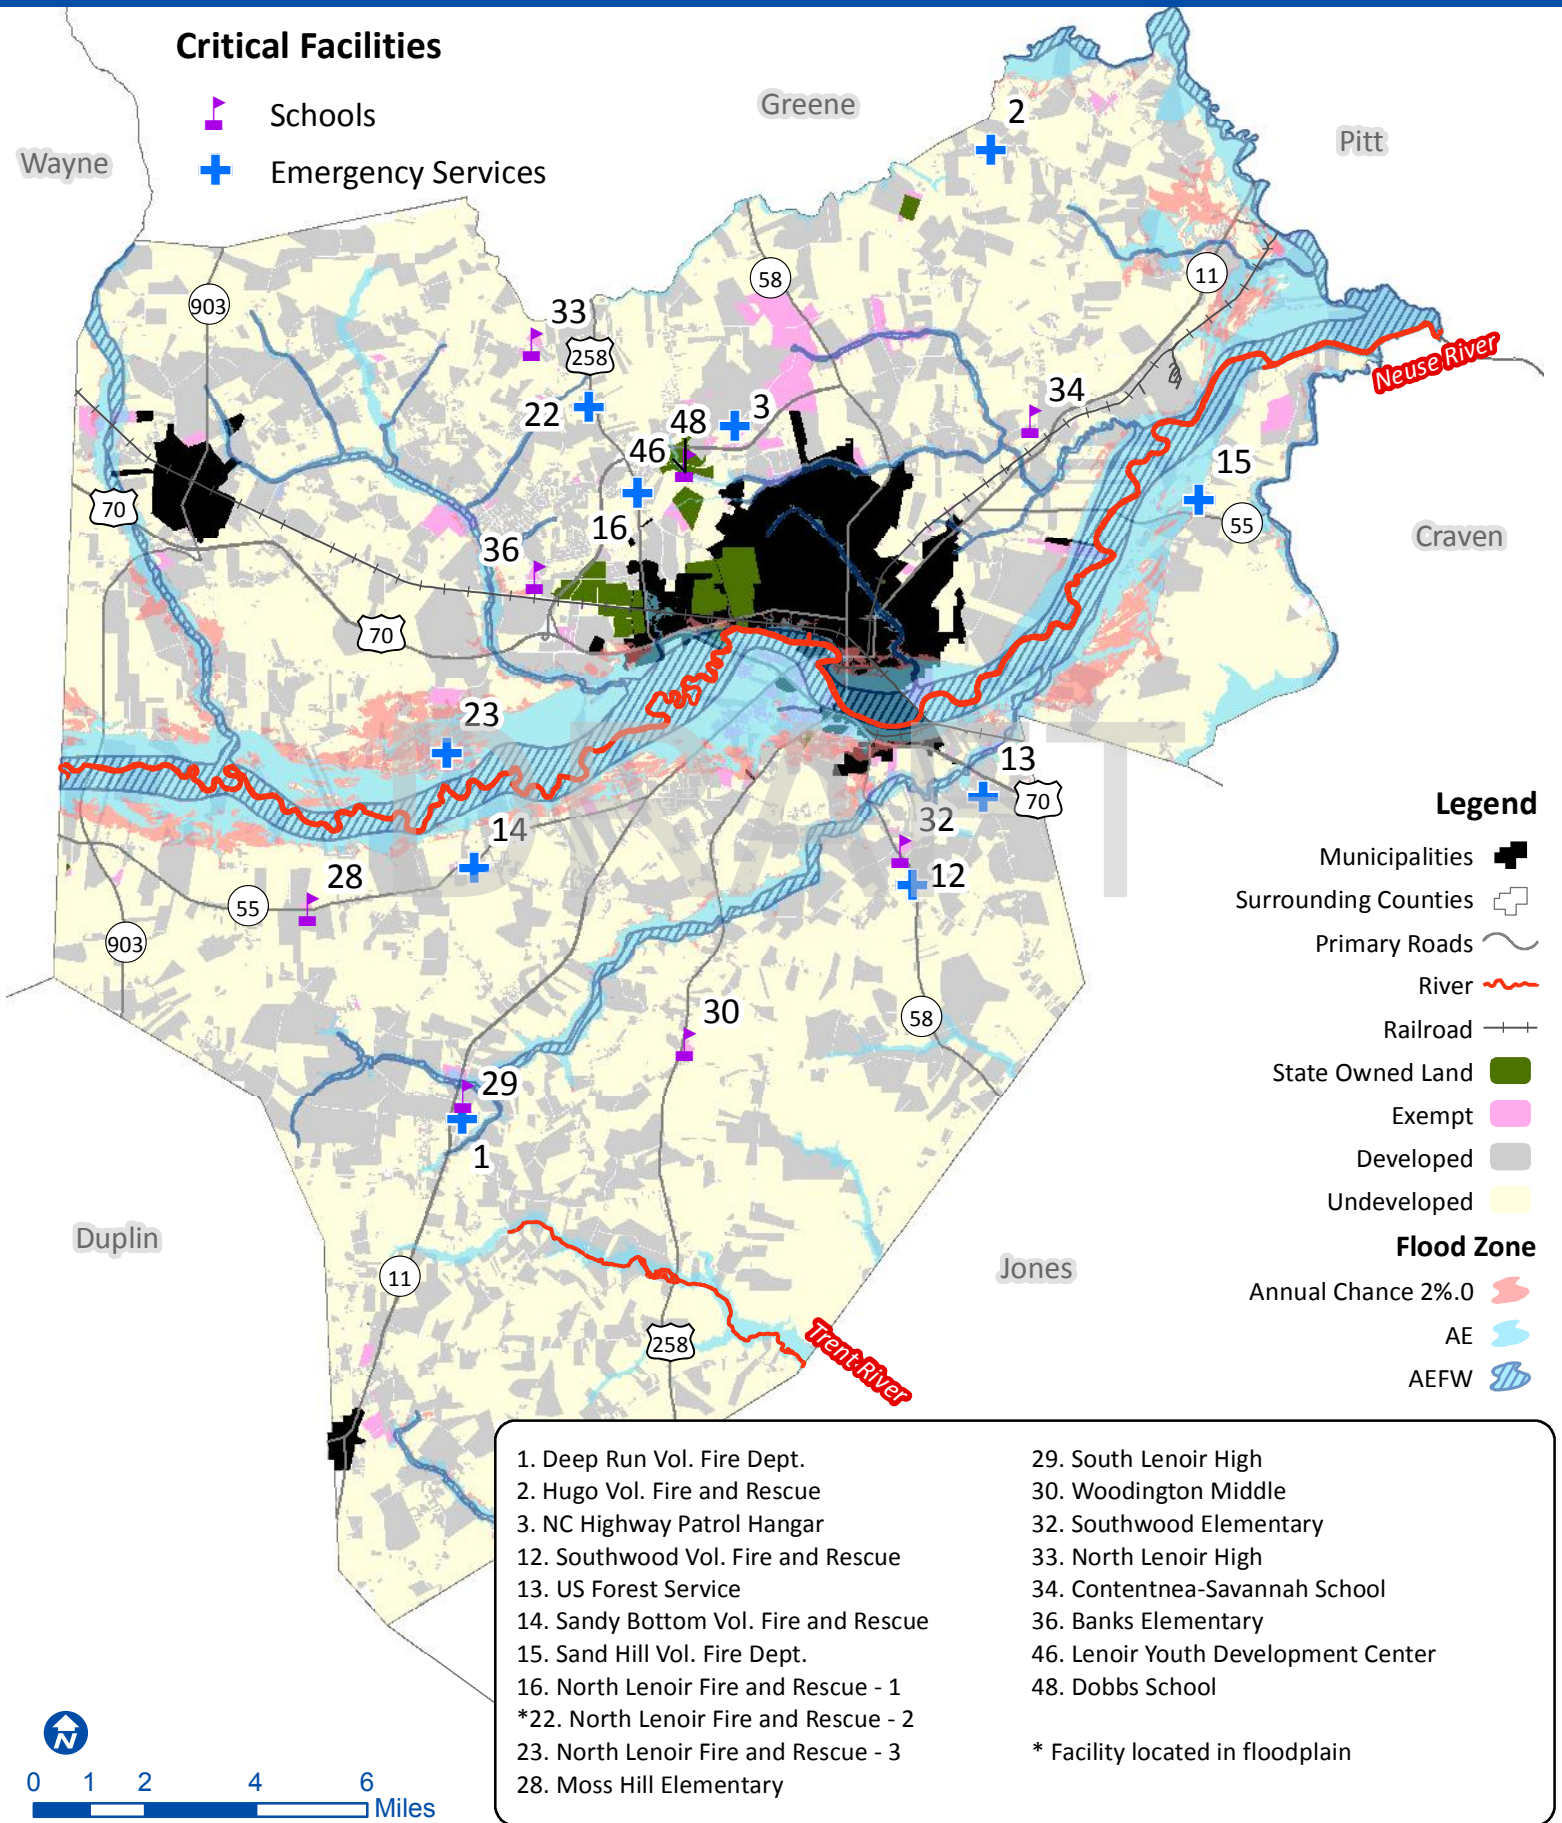 Critical Facilities
Schools
Emergency Services
Wayne
Greene
Pitt
Craven
Jones
Duplin
2
58
11
903
33
258
Neuse River
22
48
3
34
46
15
70
16
55
36
70
23
13
70
14
32
28
12
55
903
30
58
29
1
11
258
Trent River
DRAFT
Legend
Municipalities
Surrounding Counties
Primary Roads
River
Railroad
State Owned Land
Exempt
Developed
Undeveloped
Flood Zone
Annual Chance 2%.0
AE
AEFW
1. Deep Run Vol. Fire Dept.
2. Hugo Vol. Fire and Rescue
3. NC Highway Patrol Hangar
12. Southwood Vol. Fire and Rescue
13. US Forest Service
14. Sandy Bottom Vol. Fire and Rescue
15. Sand Hill Vol. Fire Dept.
16. North Lenoir Fire and Rescue - 1
*22. North Lenoir Fire and Rescue - 2
23. North Lenoir Fire and Rescue - 3
28. Moss Hill Elementary
29. South Lenoir High
30. Woodington Middle
32. Southwood Elementary
33. North Lenoir High
34. Contentnea-Savannah School
36. Banks Elementary
46. Lenoir Youth Development Center
48. Dobbs School
* Facility located in floodplain
N
0 1 2 4 6
Miles